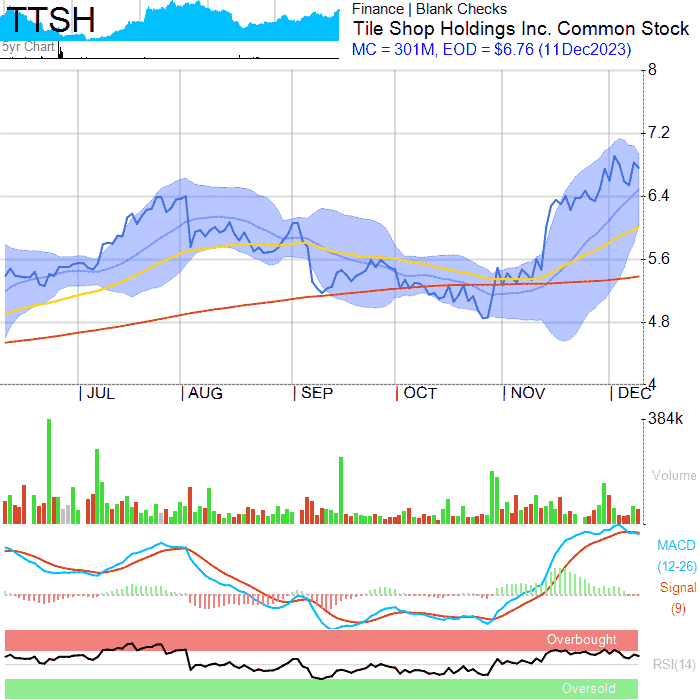 TTSH
5yr Chart
Finance | Blank Checks
Tile Shop Holdings Inc. Common Stock
MC = 301M, EOD = $6.76 (11Dec2023)
8
7.2
6.4
5.6
4.8
4
JUL AUG SEP OCT NOV DEC
384k
Volume
MACD
(12-26)
Signal
(9)
Overbought
RSI(14)
Oversold